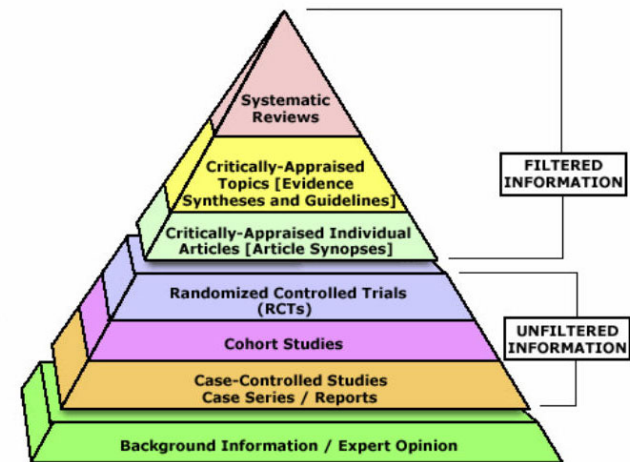 Systematic
Reviews
Critically-Appraised
Topics [Evidence
Syntheses and Guidelines]
FILTERED
INFORMATION
Critically-Appraised Individual
Articles [Article Synopses]
Randomized Controlled Trials
(RCTs)
UNFILTERED
INFORMATION
Cohort Studies
Case-Controlled Studies
Case Series / Reports
Background Information / Expert Opinion